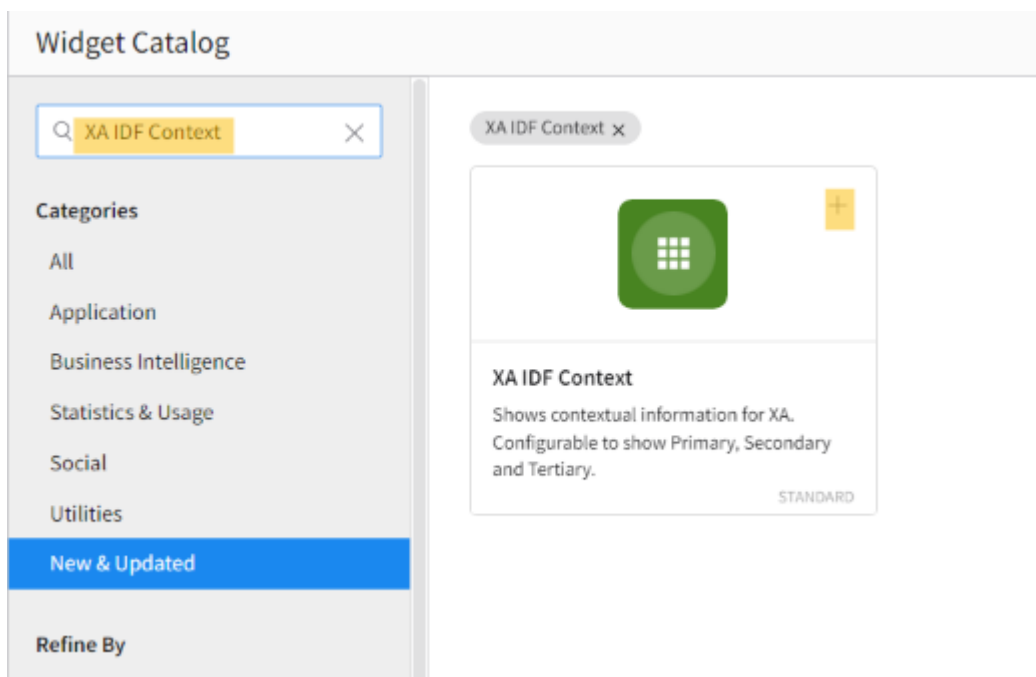 Widget Catalog
XA IDF Context
Categories
All
Application
Business Intelligence
Statistics & Usage
Social
Utilities
New & Updated
Refine By
XA IDF Context
XA IDF Context
Shows contextual information for XA.
Configurable to show Primary, Secondary
and Tertiary.
STANDARD